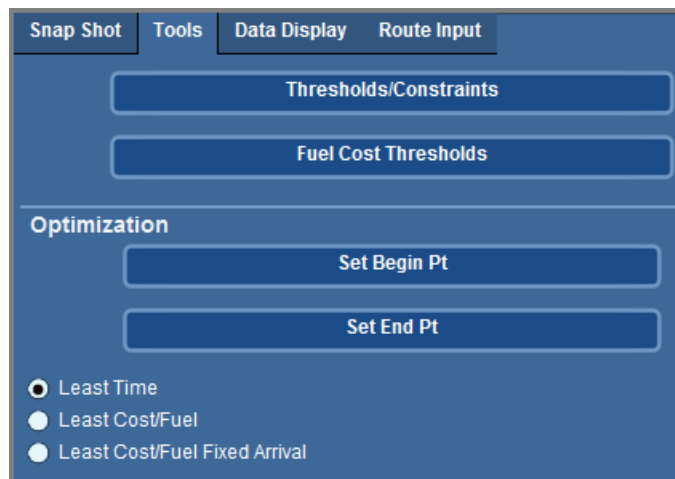 Snap Shot Tools Data Display Route Input
Thresholds/Constraints
Fuel Cost Thresholds
Optimization
Set Begin Pt
Set End Pt
Least Time
Least Cost/Fuel
Least Cost/Fuel Fixed Arrival